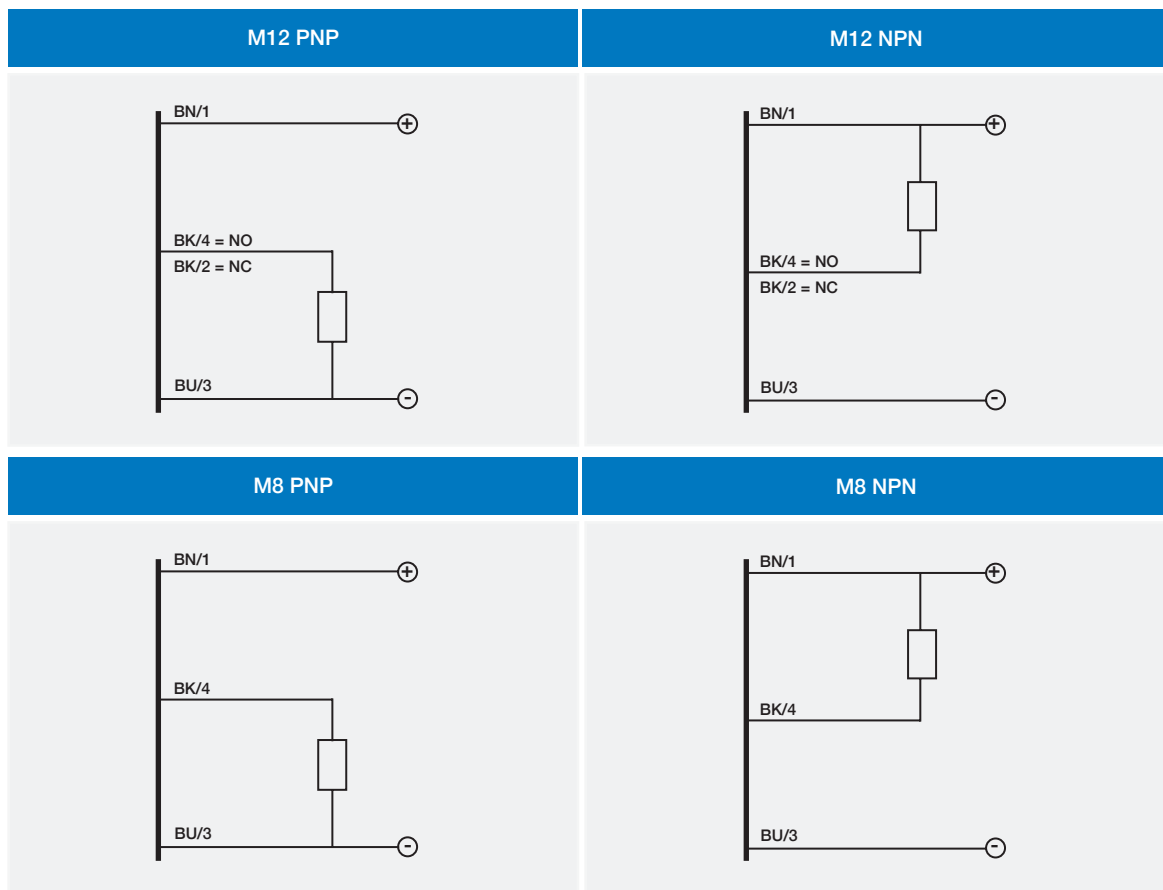 M12 PNP
M12 NPN
BN/1
+
BK/4 = NO
BK/2 = NC
BU/3
-
BN/1
+
BK/4 = NO
BK/2 = NC
BU/3
-
M8 PNP
M8 NPN
BN/1
+
BK/4
BU/3
-
BN/1
+
BK/4
BU/3
-